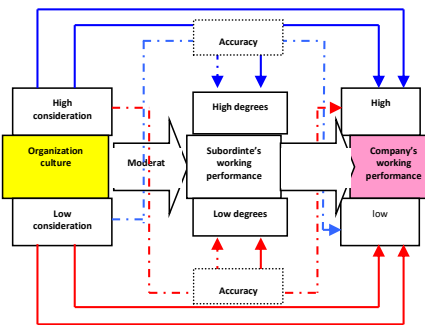 Accuracy
High
consideration
High degrees
High
Organization
culture
Moderat
Subordinte's
working
performance
Company's
working
performance
Low
consideration
Low degrees
low
Accuracy